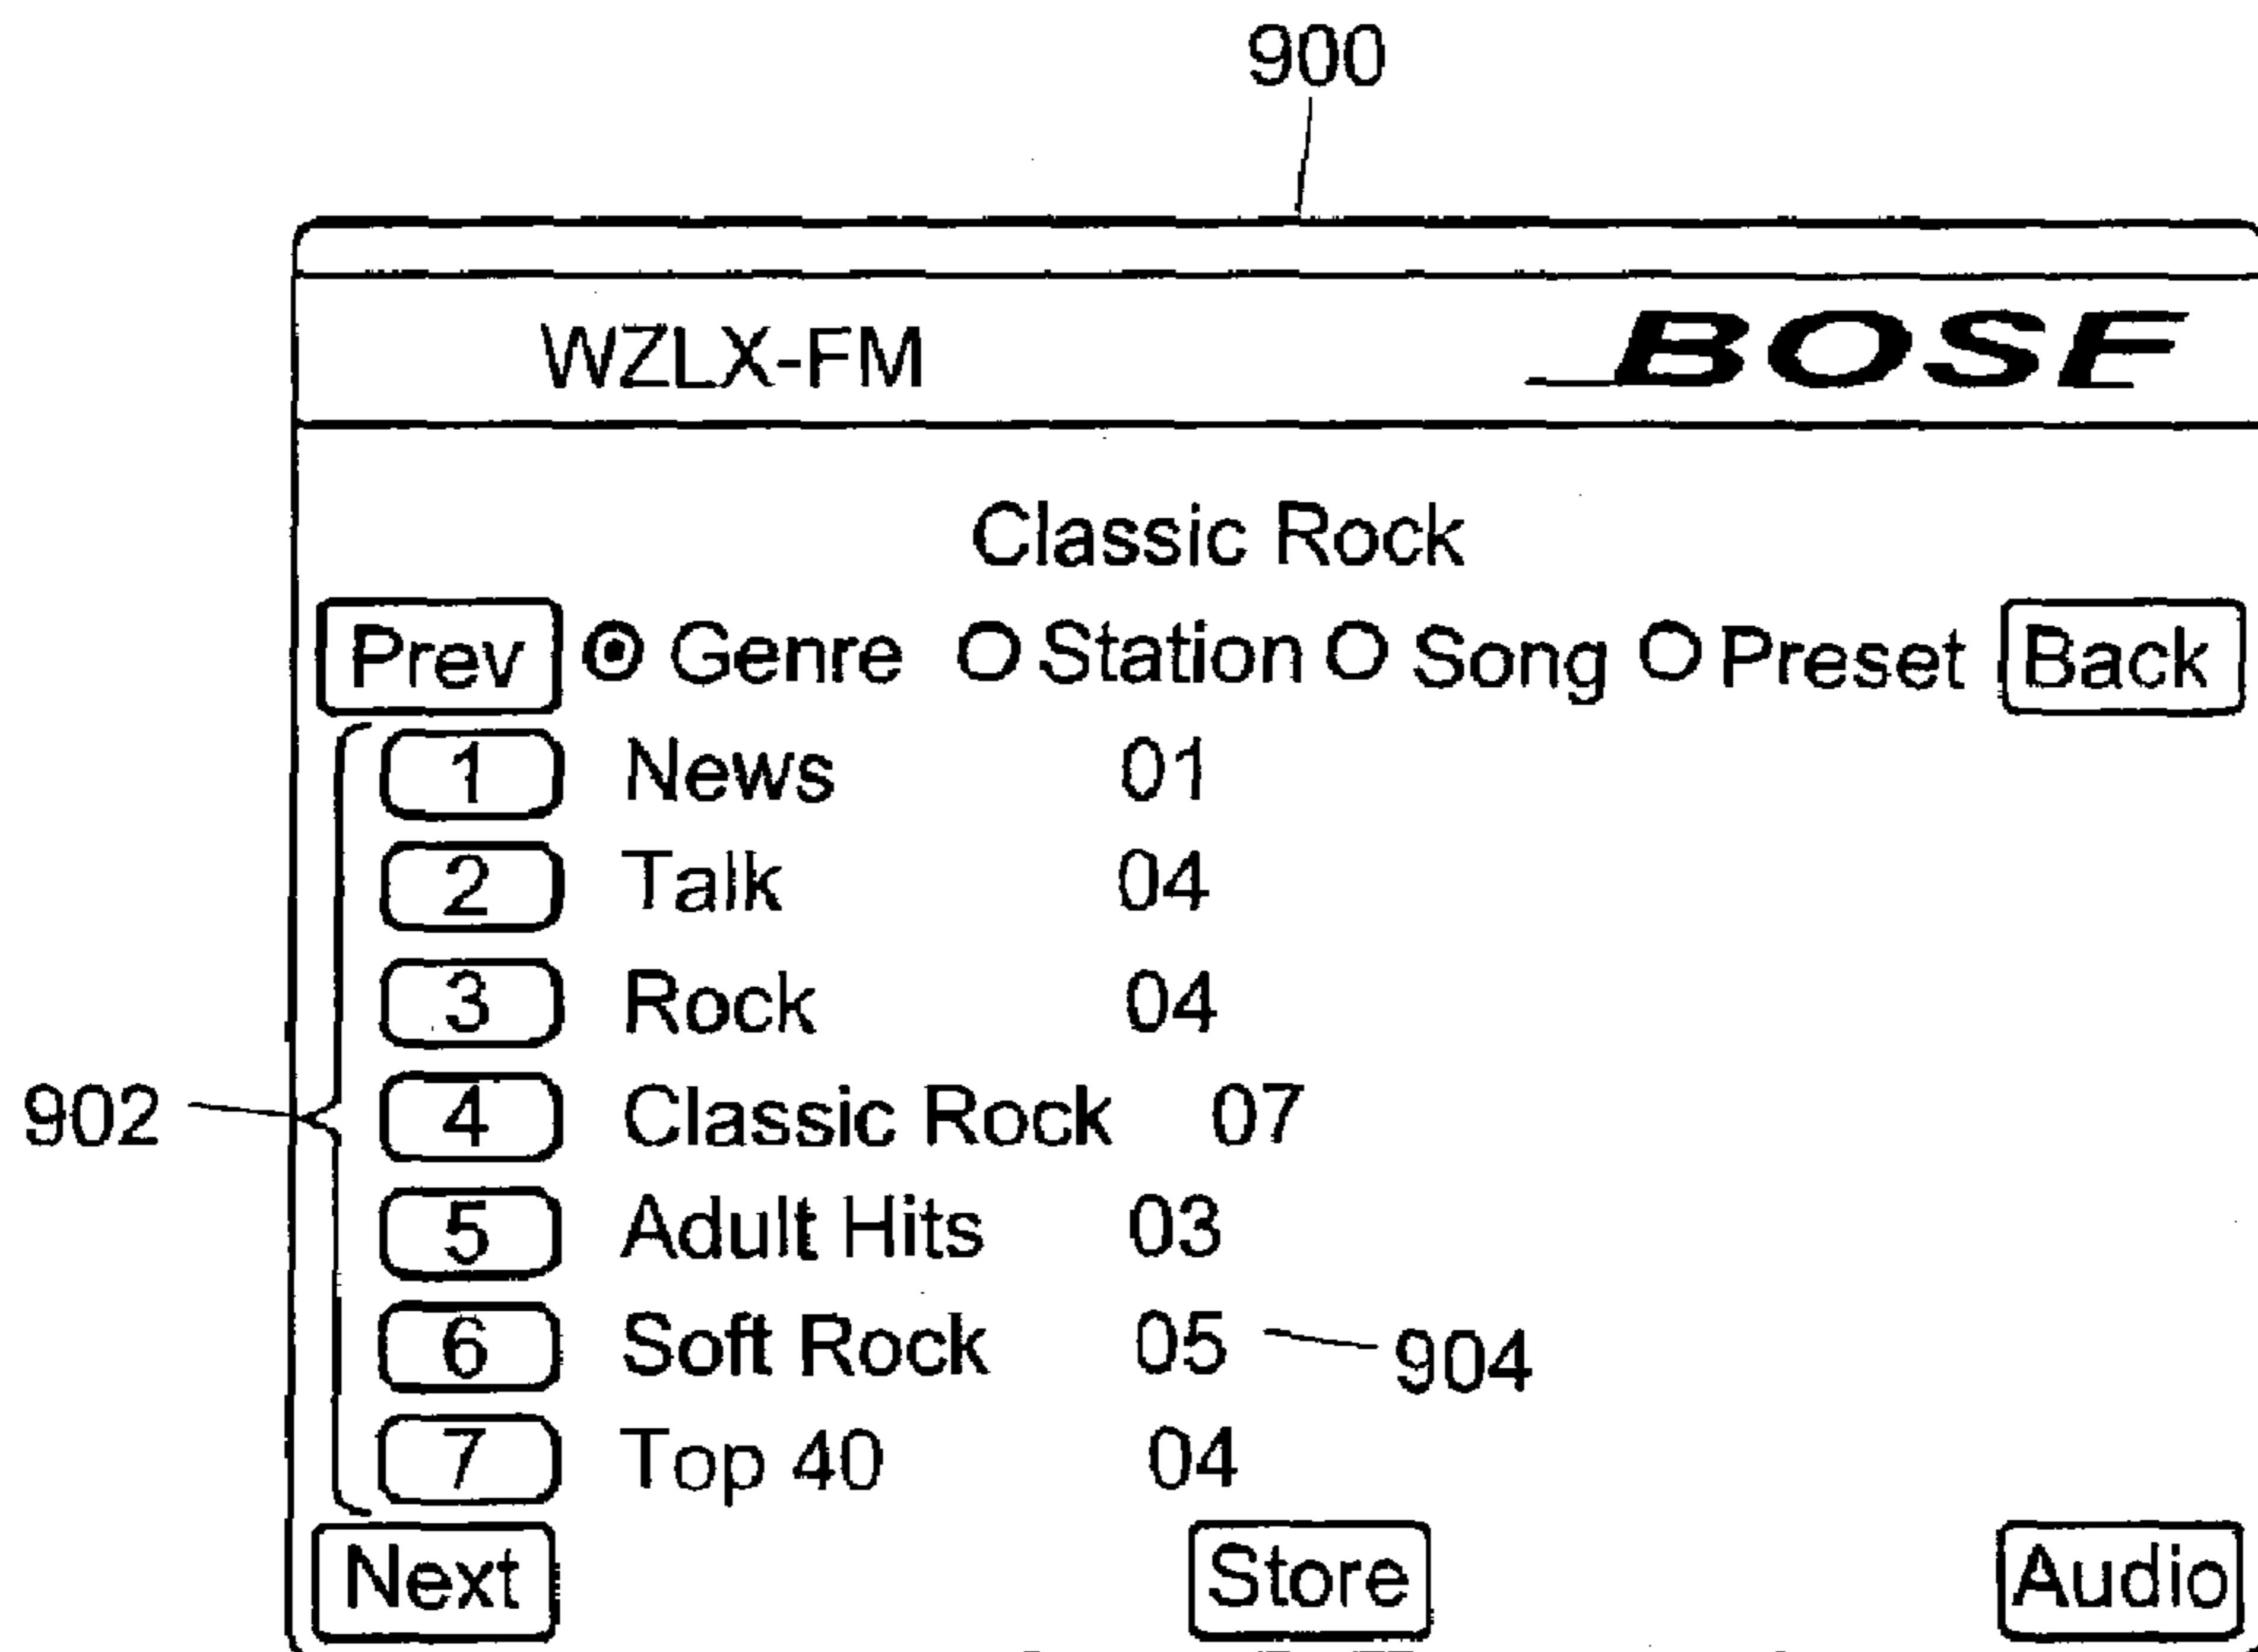 900
WZLX-FM BOSE
Classic Rock
Prev Genre Station Song Preset Back
1 News 01
2 Talk 04
3 Rock 04
902 4 Classic Rock 07
5 Adult Hits 03
6 Soft Rock 05 904
7 Top 40 04
Next Store Audio